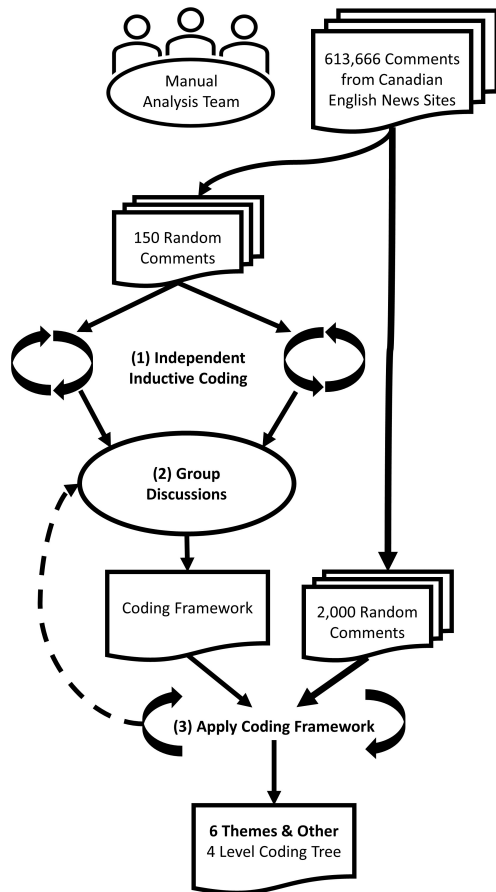 Manual
Analysis Team
613,666 Comments
from Canadian
English News Sites
150 Random
Comments
(1) Independent
Inductive Coding
(2) Group
Discussions
Coding Framework
2,000 Random
Comments
(3) Apply Coding Framework
6 Themes & Other
4 Level Coding Tree